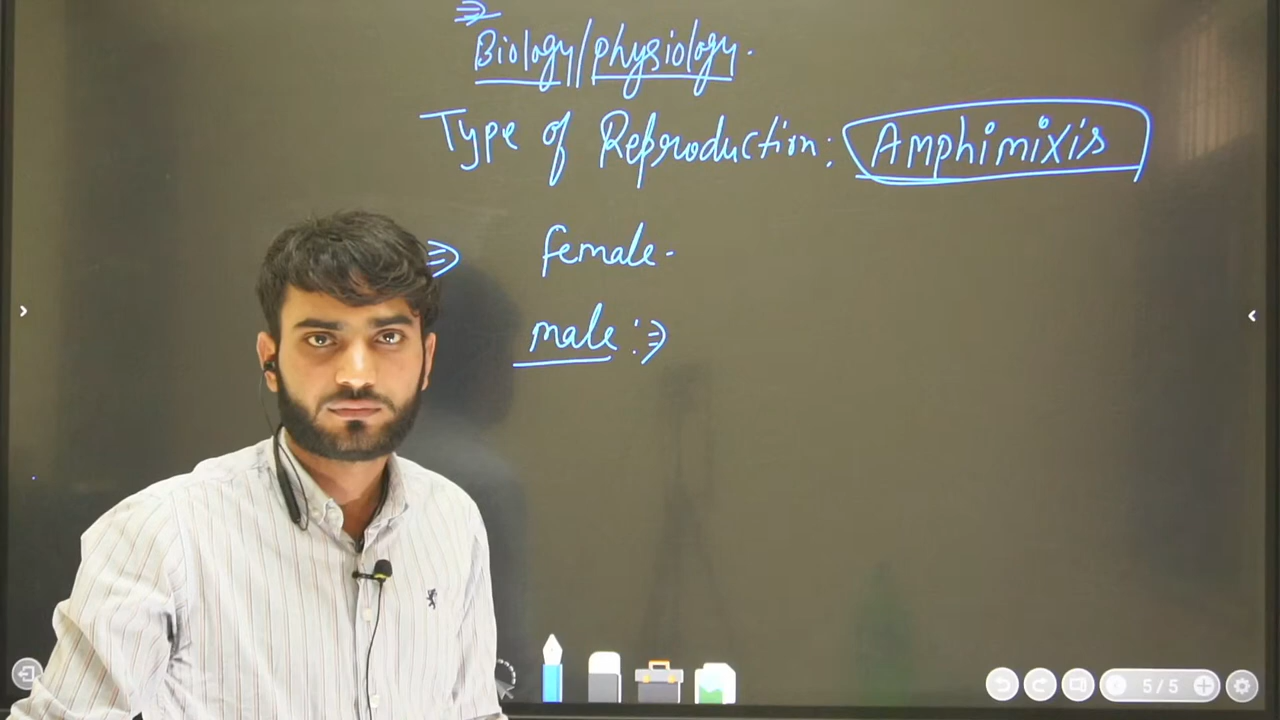 ⇒
Biology/physiology.
Type of Reproduction: Amphimixis
⇒ female.
male :⇒
5/5